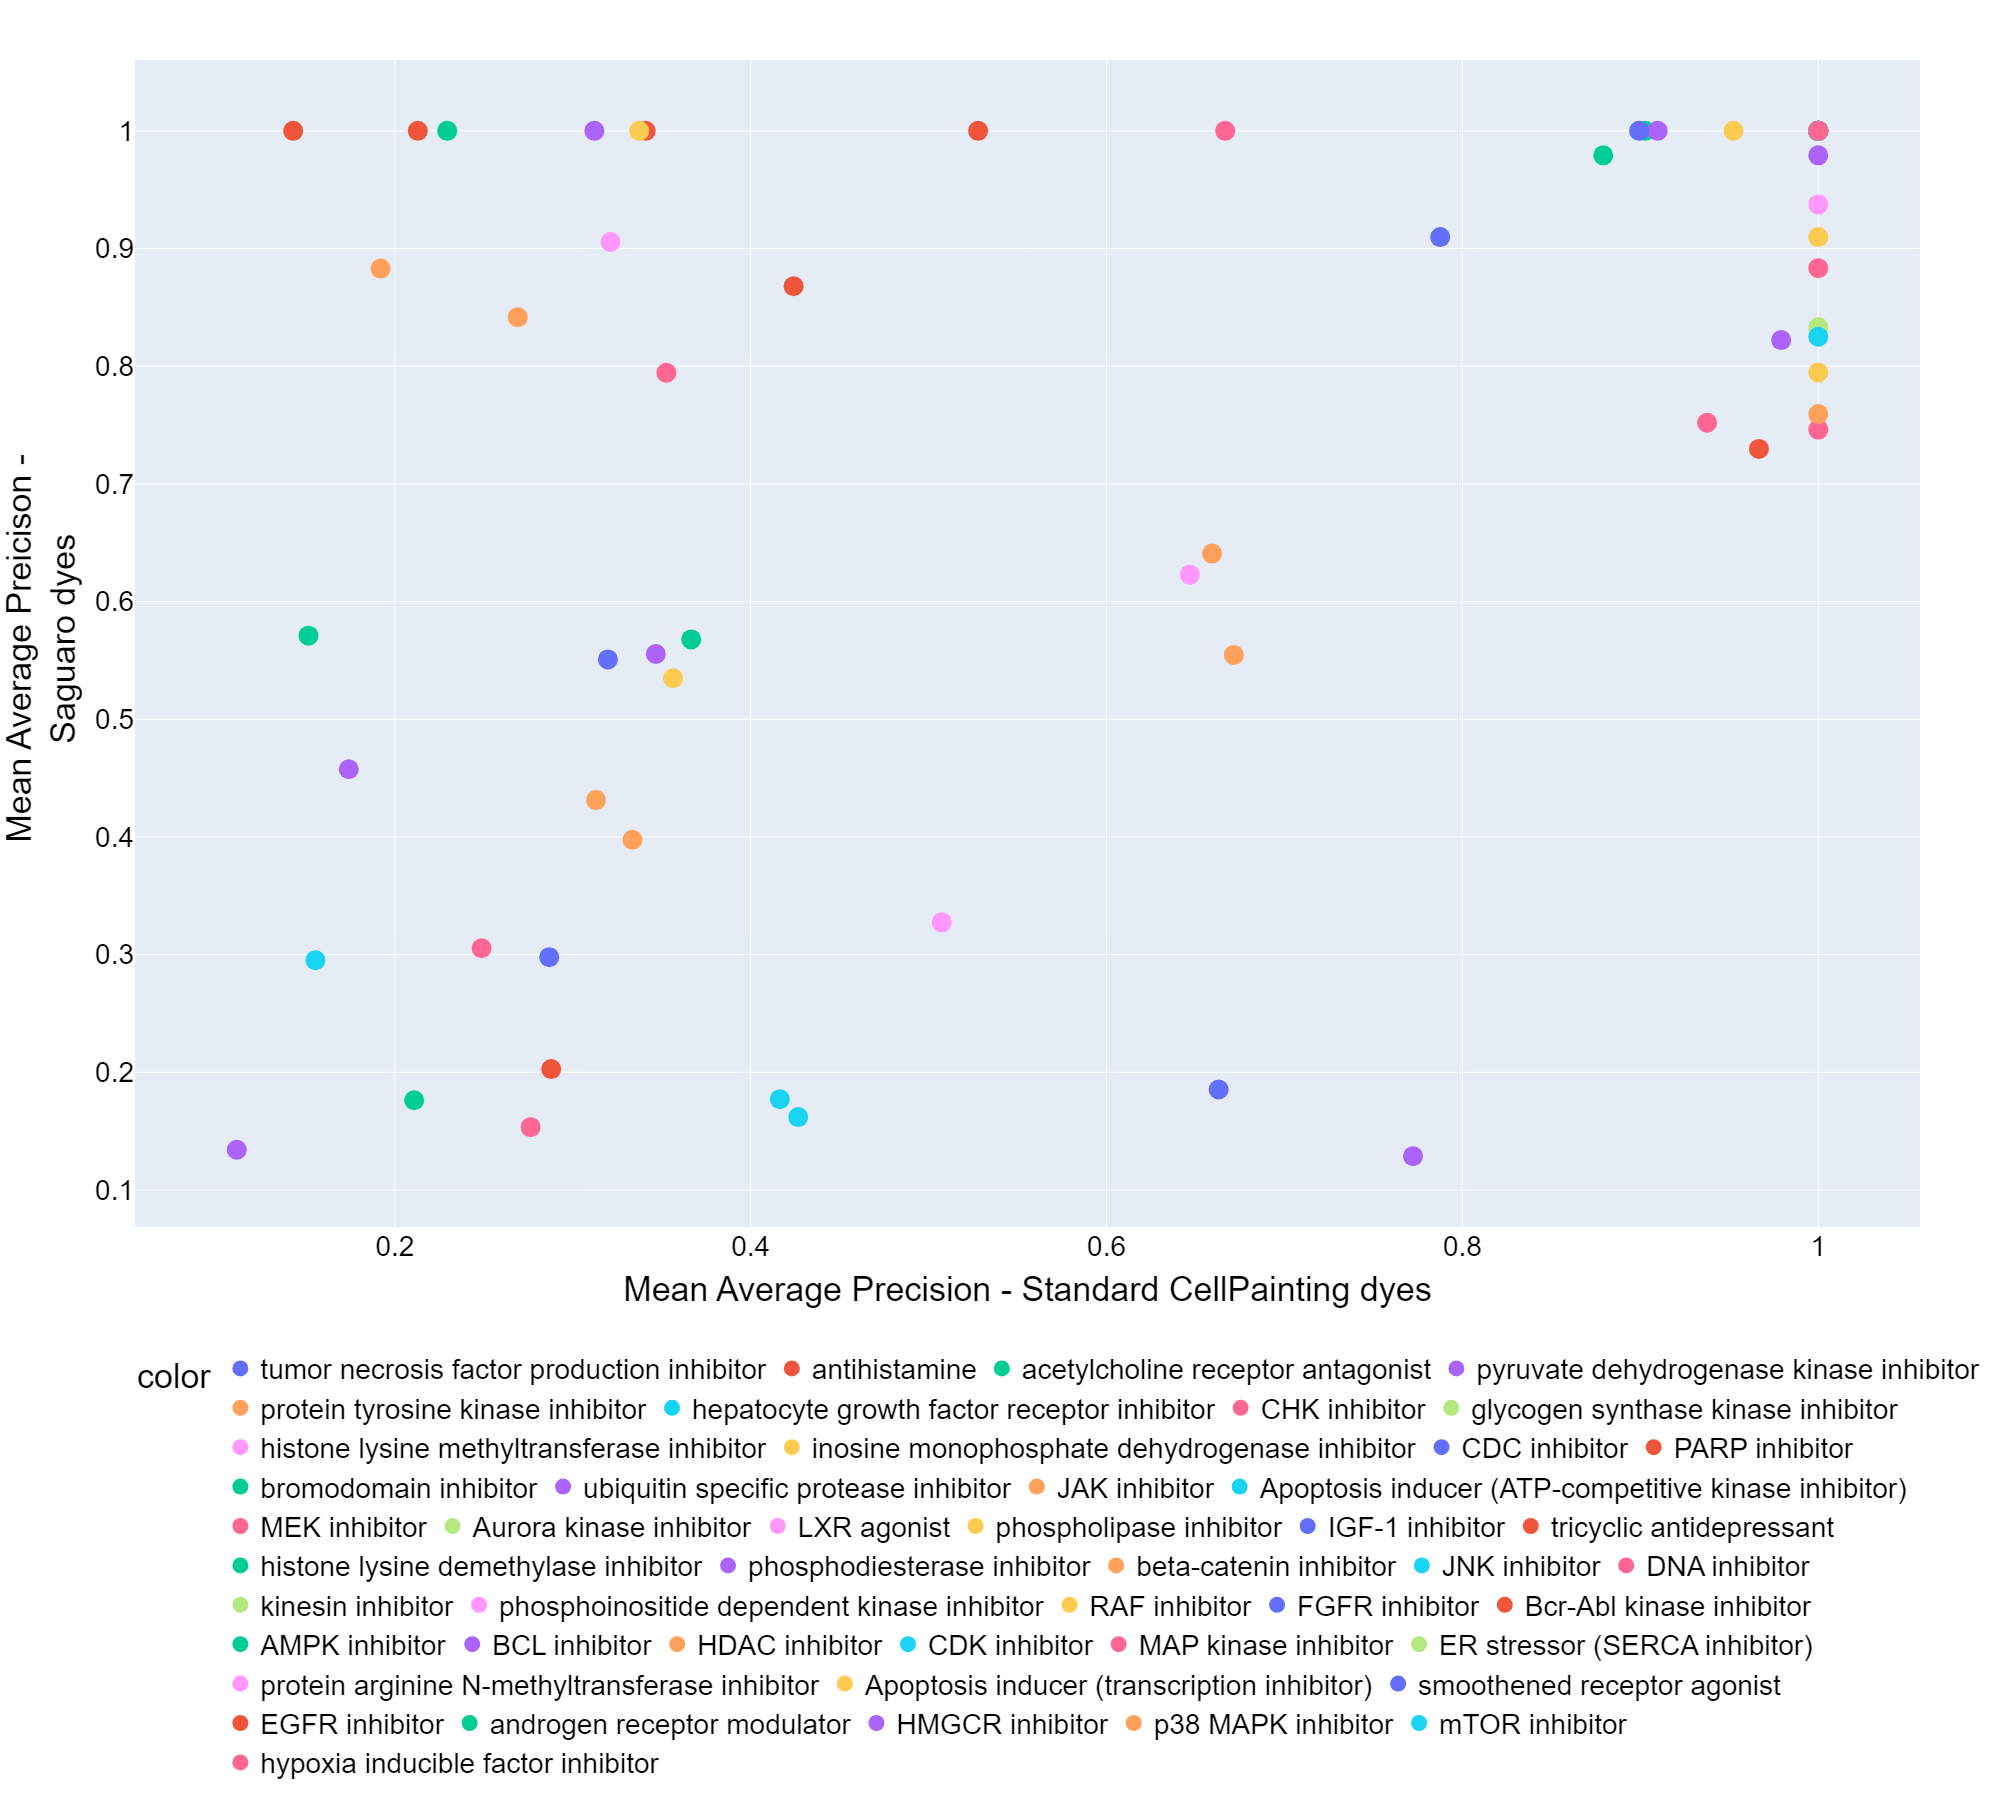 1
0.9
0.8
0.7
0.6
0.5
0.4
0.3
0.2
0.1
Mean Average Preicison -
Saguaro dyes
0.2 0.4 0.6 0.8 1
Mean Average Precision - Standard CellPainting dyes
color tumor necrosis factor production inhibitor antihistamine acetylcholine receptor antagonist pyruvate dehydrogenase kinase inhibitor
protein tyrosine kinase inhibitor hepatocyte growth factor receptor inhibitor CHK inhibitor glycogen synthase kinase inhibitor
histone lysine methyltransferase inhibitor inosine monophosphate dehydrogenase inhibitor CDC inhibitor PARP inhibitor
bromodomain inhibitor ubiquitin specific protease inhibitor JAK inhibitor Apoptosis inducer (ATP-competitive kinase inhibitor)
MEK inhibitor Aurora kinase inhibitor LXR agonist phospholipase inhibitor IGF-1 inhibitor tricyclic antidepressant
histone lysine demethylase inhibitor phosphodiesterase inhibitor beta-catenin inhibitor JNK inhibitor DNA inhibitor
kinesin inhibitor phosphoinositide dependent kinase inhibitor RAF inhibitor FGFR inhibitor Bcr-Abl kinase inhibitor
AMPK inhibitor BCL inhibitor HDAC inhibitor CDK inhibitor MAP kinase inhibitor ER stressor (SERCA inhibitor)
protein arginine N-methyltransferase inhibitor Apoptosis inducer (transcription inhibitor) smoothened receptor agonist
EGFR inhibitor androgen receptor modulator HMGCR inhibitor p38 MAPK inhibitor mTOR inhibitor
hypoxia inducible factor inhibitor